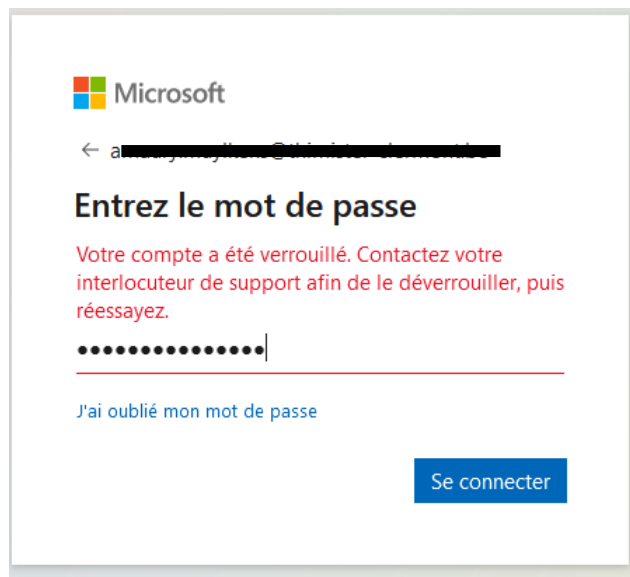 Microsoft
Entrez le mot de passe
Votre compte a été verrouillé. Contactez votre
interlocuteur de support afin de le déverrouiller, puis
réessayez.
J'ai oublié mon mot de passe
Se connecter